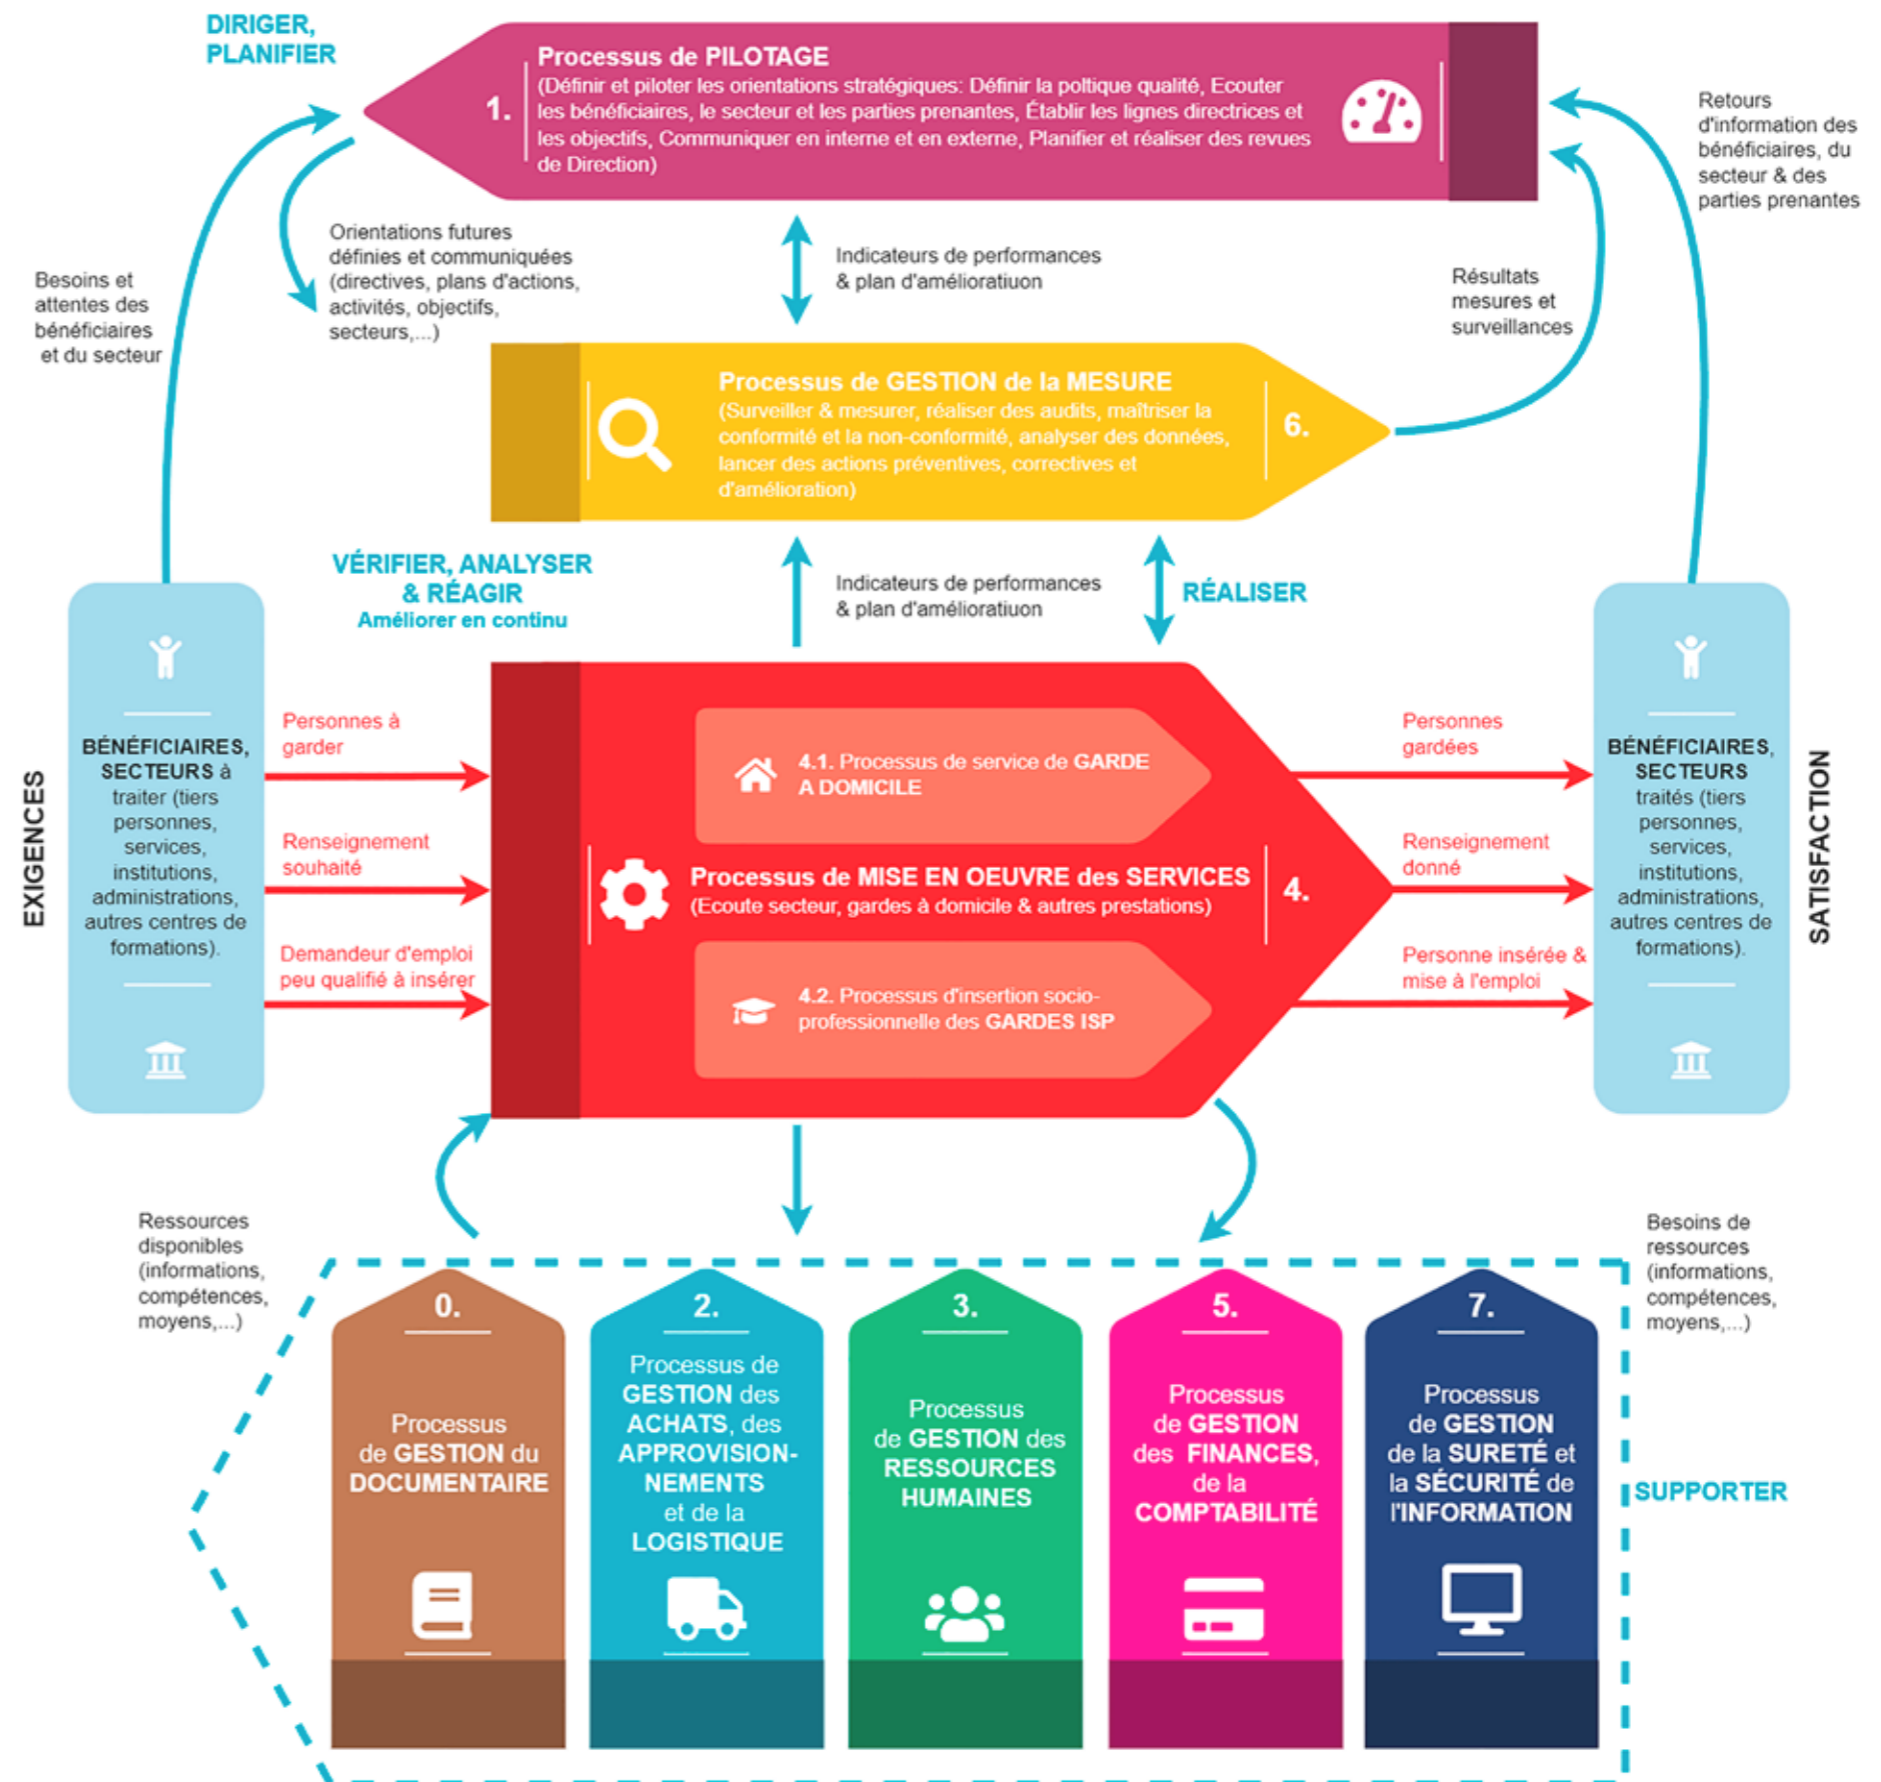 DIRIGER,
PLANIFIER
Processus de PILOTAGE
1.
(Définir et piloter les orientations stratégiques: Définir la poltique qualité, Ecouter
les bénéficiaires, le secteur et les parties prenantes, Établir les lignes directrices et
les objectifs, Communiquer en interne et en externe, Planifier et réaliser des revues
de Direction)
Retours
d'information des
bénéficiaires, du
secteur & des
parties prenantes
Besoins et
attentes des
bénéficiaires
et du secteur
Orientations futures
définies et communiquées
(directives, plans d'actions,
activités, objectifs,
secteurs,...)
Indicateurs de performances
& plan d'amélioratiuon
Résultats
mesures et
surveillances
Processus de GESTION de la MESURE
(Surveiller & mesurer, réaliser des audits, maîtriser la
conformité et la non-conformité, analyser des données,
lancer des actions préventives, correctives et
d'amélioration)
6.
VÉRIFIER, ANALYSER
& RÉAGIR
Améliorer en continu
Indicateurs de performances
& plan d'amélioratiuon
RÉALISER
EXIGENCES
BÉNÉFICIAIRES,
SECTEURS à
traiter (tiers
personnes,
services,
institutions,
administrations,
autres centres de
formations).
Personnes à
garder
Renseignement
souhaité
Demandeur d'emploi
peu qualifié à insérer
4.1. Processus de service de GARDE
A DOMICILE
Processus de MISE EN OEUVRE des SERVICES
(Ecoute secteur, gardes à domicile & autres prestations)
4.
4.2. Processus d'insertion socio-
professionnelle des GARDES ISP
Personnes
gardées
Renseignement
donné
Personne insérée &
mise à l'emploi
BÉNÉFICIAIRES,
SECTEURS
traités (tiers
personnes,
services,
institutions,
administrations,
autres centres de
formations).
SATISFACTION
Ressources
disponibles
(informations,
compétences,
moyens,...)
Besoins de
ressources
(informations,
compétences,
moyens,...)
0.
Processus
de GESTION du
DOCUMENTAIRE
2.
Processus de
GESTION des
ACHATS, des
APPROVISION-
NEMENTS
et de la
LOGISTIQUE
3.
Processus
de GESTION des
RESSOURCES
HUMAINES
5.
Processus
de GESTION
des FINANCES,
de la
COMPTABILITÉ
7.
Processus
de GESTION
de la SURETÉ et
la SÉCURITÉ de
l'INFORMATION
SUPPORTER